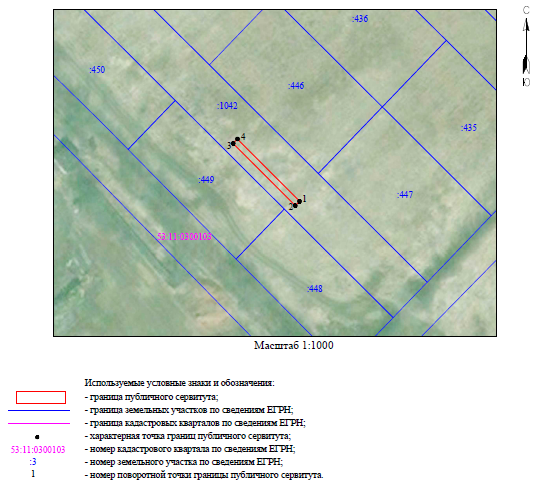 С
:436
:450
:446
:1042
:435
4
3
:449
:447
1
2
53:11:0300103
:448
Ю
Масштаб 1:1000
Используемые условные знаки и обозначения:
- граница публичного сервитута;
- граница земельных участков по сведениям ЕГРН;
- граница кадастровых кварталов по сведениям ЕГРН;
- характерная точка границ публичного сервитута;
53:11:0300103 - номер кадастрового квартала по сведениям ЕГРН;
:3 - номер земельного участка по сведениям ЕГРН;
1 - номер поворотной точки границы публичного сервитута.